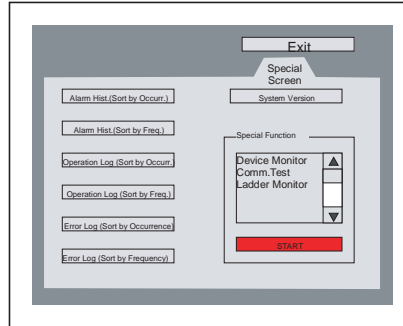 Exit
Special
Screen
Alarm Hist.(Sort by Occurr.)
System Version
Alarm Hist.(Sort by Freq.)
Special Function
Operation Log (Sort by Occurr.)
Device Monitor
Comm.Test
Ladder Monitor
Operation Log (Sort by Freq.)
Error Log (Sort by Occurrence)
START
Error Log (Sort by Frequency)